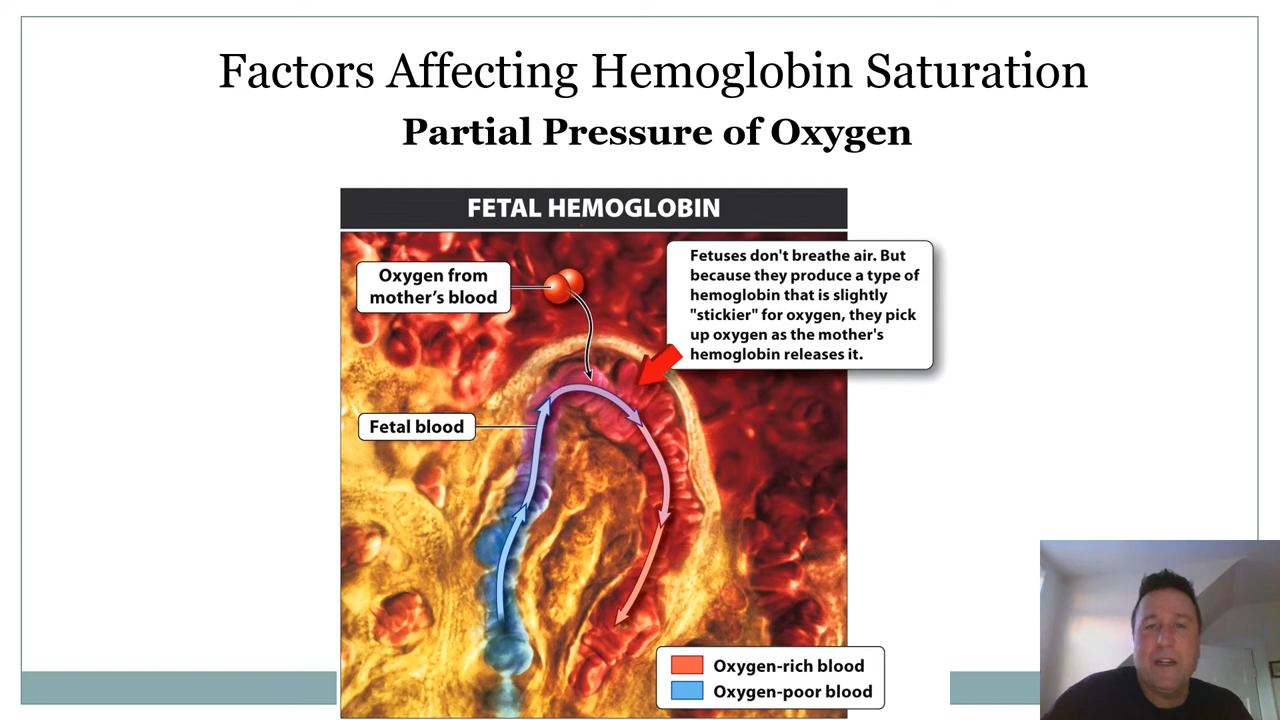 Factors Affecting Hemoglobin Saturation
Partial Pressure of Oxygen
FETAL HEMOGLOBIN
Oxygen from
mother's blood
Fetuses don't breathe air. But
because they produce a type of
hemoglobin that is slightly
"stickier" for oxygen, they pick
up oxygen as the mother's
hemoglobin releases it.
Fetal blood
Oxygen-rich blood
Oxygen-poor blood